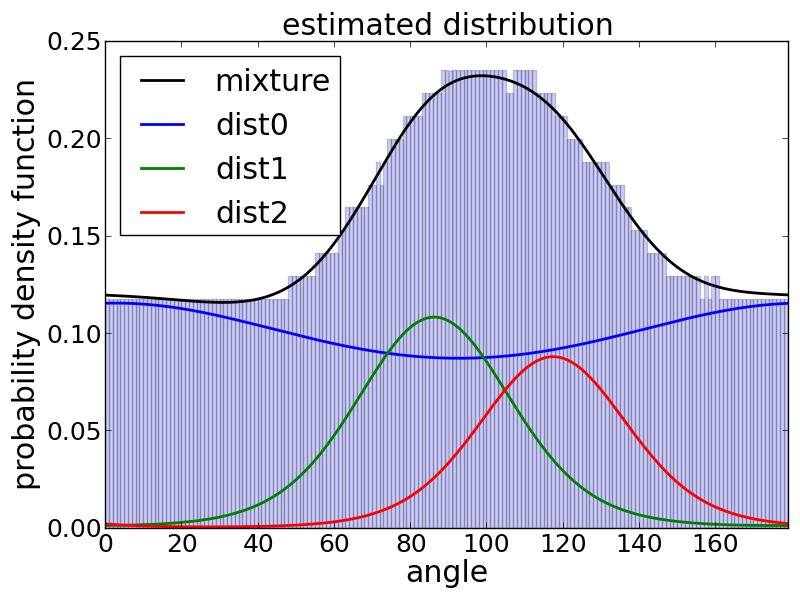 estimated distribution
0.25
0.20
0.15
0.10
0.05
0.00
probability density function
mixture
dist0
dist1
dist2
0 20 40 60 80 100 120 140 160
angle